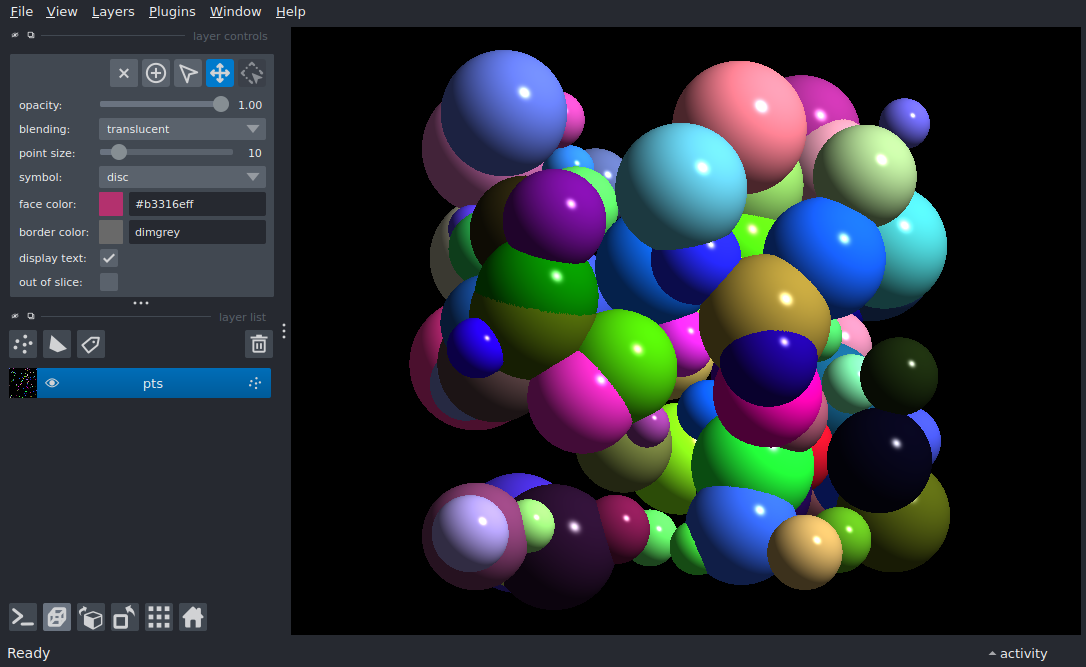 File View Layers Plugins Window Help
layer controls
opacity: 1.00
blending: translucent
point size: 10
symbol: disc
face color: #b3316eff
border color: dimgrey
display text:
out of slice:
layer list
pts
Ready
activity